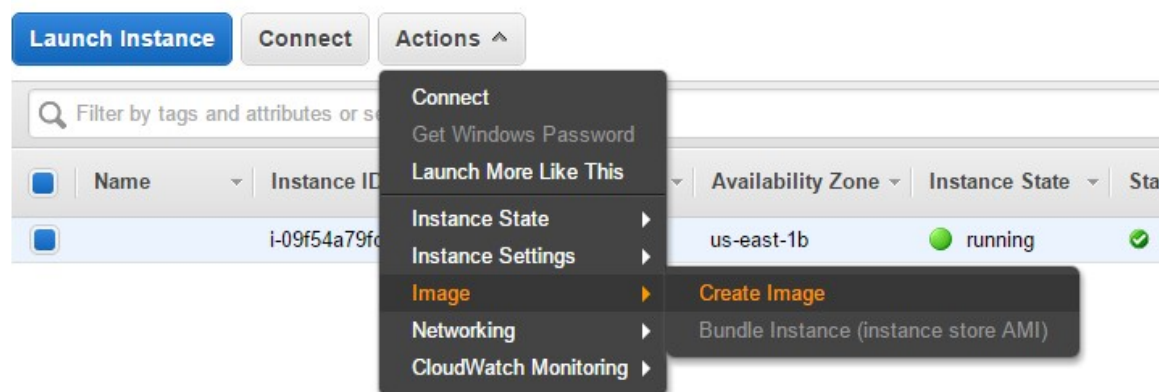 Launch Instance Connect Actions
Connect
Filter by tags and attributes or
Get Windows Password
Launch More Like This
Name Instance ID Availability Zone Instance State
Instance State
i-09f54a79f us-east-1b running
Instance Settings
Image Create Image
Networking Bundle Instance (instance store AMI)
CloudWatch Monitoring